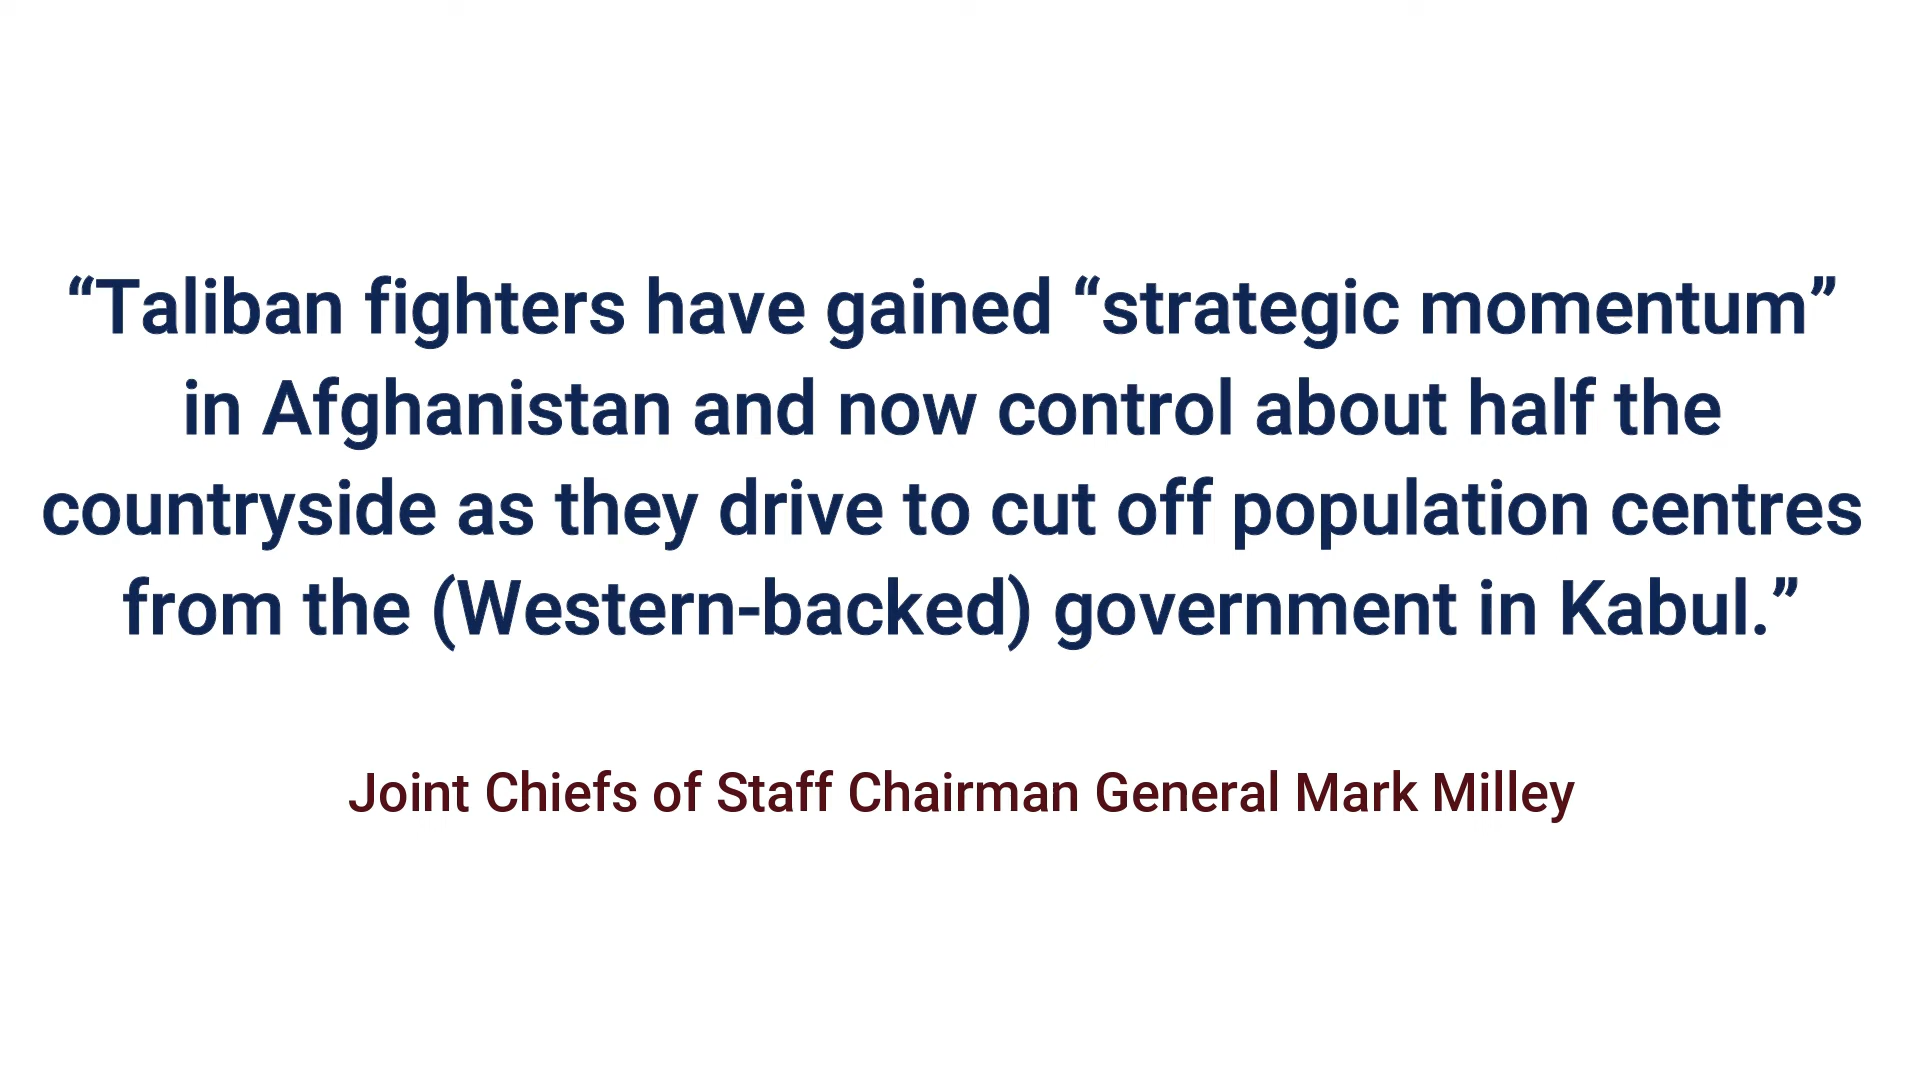 “Taliban fighters have gained “strategic momentum”
in Afghanistan and now control about half the
countryside as they drive to cut off population centres
from the (Western-backed) government in Kabul.”
Joint Chiefs of Staff Chairman General Mark Milley